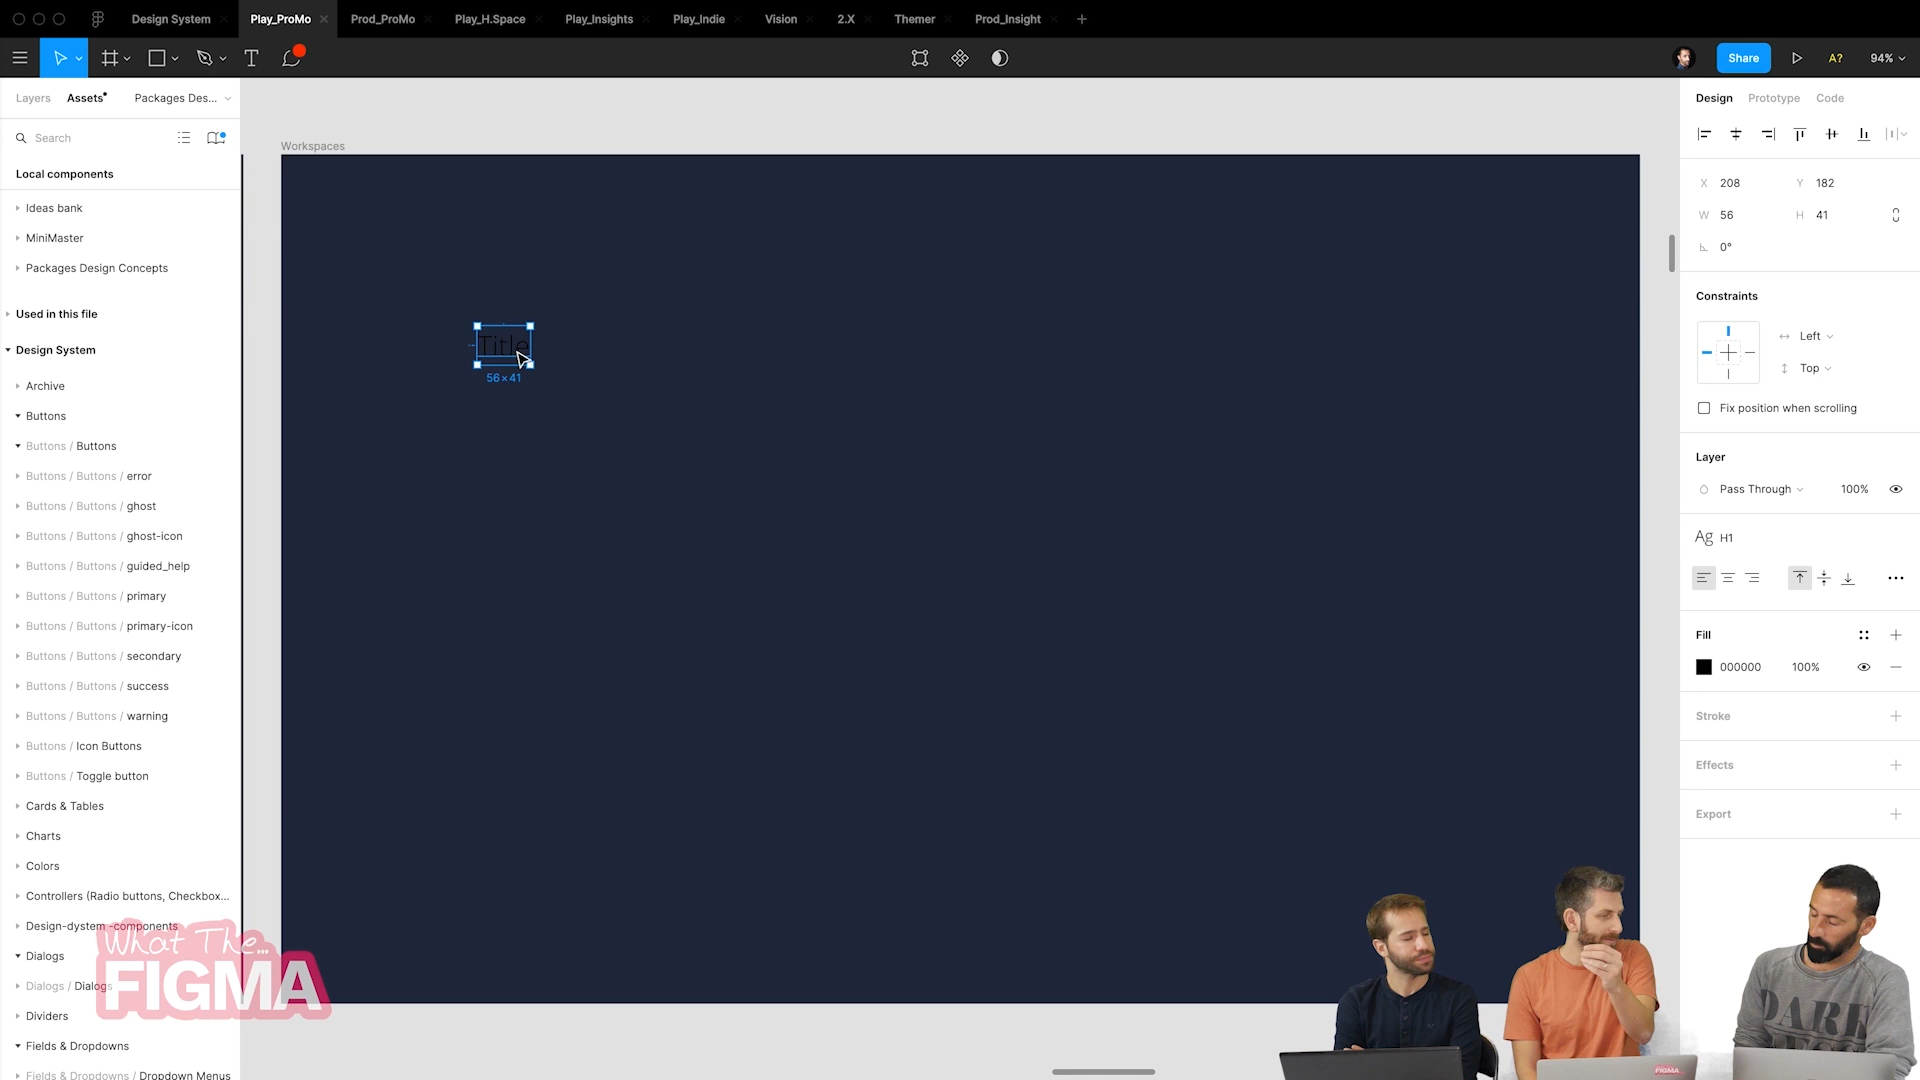 Design System
Play_ProMo
Prod_ProMo
Play_H.Space
Play_Insights
Play_Indie
Vision
2.X
Themer
Prod_Insight
Share
A?
94%
Layers
Assets
Packages Des...
Search
Local components
Ideas bank
MiniMaster
Packages Design Concepts
Used in this file
Design System
Archive
Buttons
Buttons / Buttons
Buttons / Buttons / error
Buttons / Buttons / ghost
Buttons / Buttons / ghost-icon
Buttons / Buttons / guided_help
Buttons / Buttons / primary
Buttons / Buttons / primary-icon
Buttons / Buttons / secondary
Buttons / Buttons / success
Buttons / Buttons / warning
Buttons / Icon Buttons
Buttons / Toggle button
Cards & Tables
Charts
Colors
Controllers (Radio buttons, Checkbox...
Design-dystem -components
Dialogs
Dialogs / Dialogs
Dividers
Fields & Dropdowns
Fields & Dropdowns / Dropdown Menus
What The...
FIGMA
Workspaces
Title
56 × 41
Design
Prototype
Code
X 208
Y 182
W 56
H 41
0°
Constraints
Left
Top
Fix position when scrolling
Layer
Pass Through
100%
Ag H1
Fill
000000
100%
Stroke
Effects
Export
DARK
FIGMA